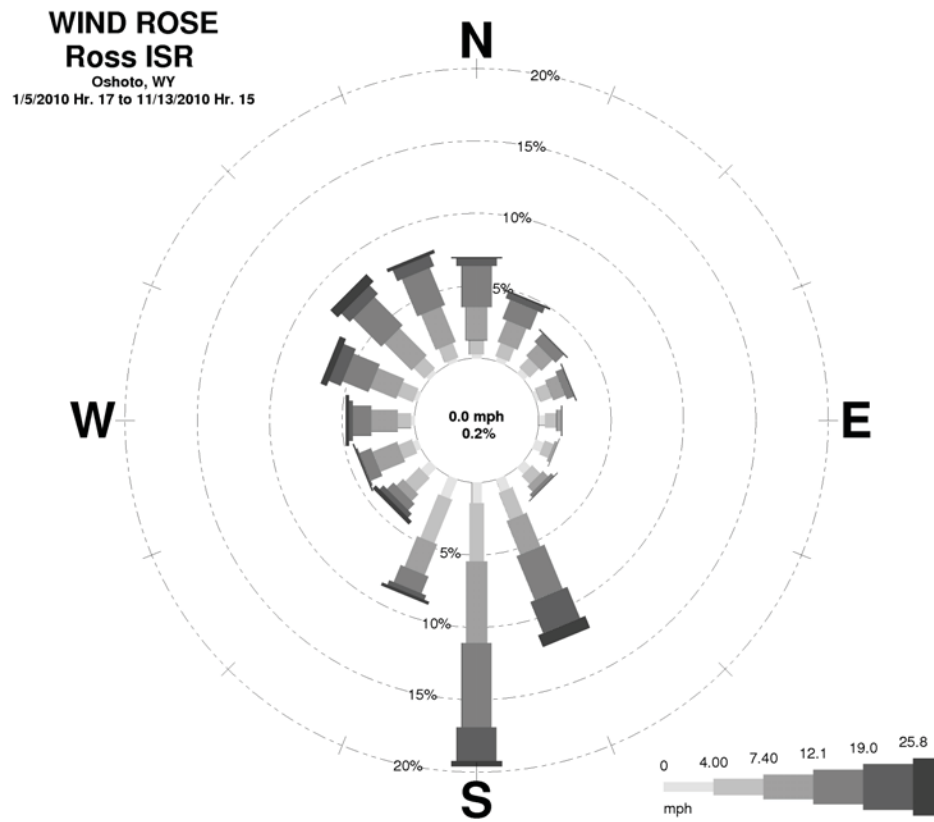 WIND ROSE
Ross ISR
Oshoto, WY
1/5/2010 Hr. 17 to 11/13/2010 Hr. 15
N
20%
15%
10%
5%
W
0.0 mph
0.2%
E
5%
10%
15%
20%
S
0 4.00 7.40 12.1 19.0 25.8
mph